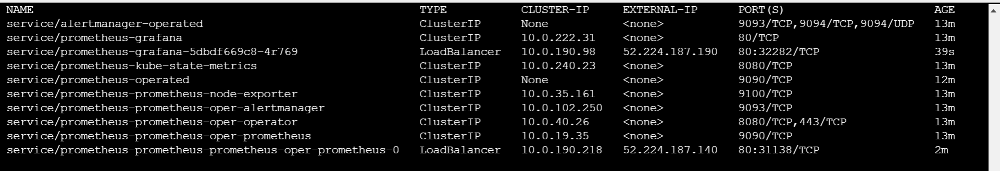 NAME TYPE CLUSTER-IP EXTERNAL-IP PORT(S) AGE
service/alertmanager-operated ClusterIP None <none> 9093/TCP,9094/TCP,9094/UDP 13m
service/prometheus-grafana ClusterIP 10.0.222.31 <none> 80/TCP 13m
service/prometheus-grafana-5dbdf669c8-4r769 LoadBalancer 10.0.190.98 52.224.187.190 80:32282/TCP 39s
service/prometheus-kube-state-metrics ClusterIP 10.0.240.23 <none> 8080/TCP 13m
service/prometheus-operated ClusterIP None <none> 9090/TCP 12m
service/prometheus-prometheus-node-exporter ClusterIP 10.0.35.161 <none> 9100/TCP 13m
service/prometheus-prometheus-oper-alertmanager ClusterIP 10.0.102.250 <none> 9093/TCP 13m
service/prometheus-prometheus-oper-operator ClusterIP 10.0.40.26 <none> 8080/TCP,443/TCP 13m
service/prometheus-prometheus-oper-prometheus ClusterIP 10.0.19.35 <none> 9090/TCP 13m
service/prometheus-prometheus-prometheus-oper-prometheus-0 LoadBalancer 10.0.190.218 52.224.187.140 80:31138/TCP 2m